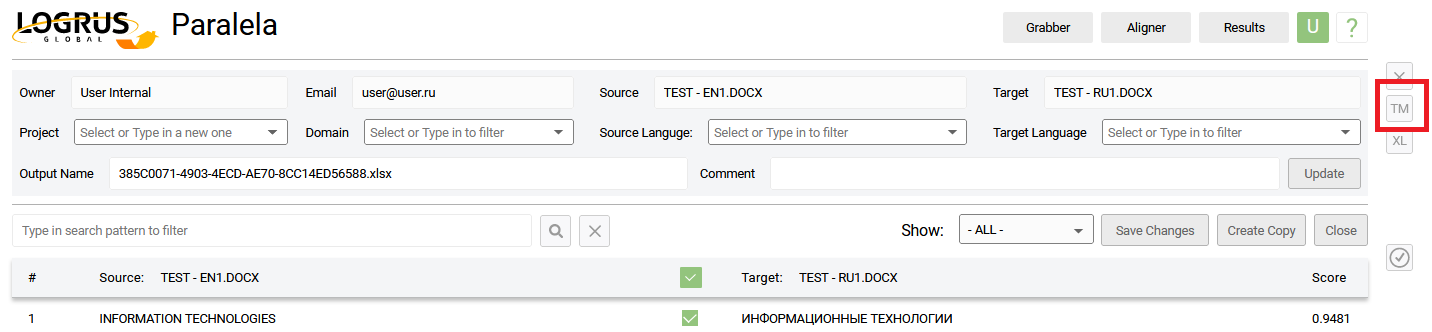 LOGRUS
GLOBAL
Paralela
Grabber Aligner Results U ?
Owner User Internal Email user@user.ru Source TEST - EN1.DOCX Target TEST - RU1.DOCX
TM
Project Select or Type in a new one Domain Select or Type in to filter Source Languge: Select or Type in to filter Target Language Select or Type in to filter
XL
Output Name 385C0071-4903-4ECD-AE70-8CC14ED56588.xlsx Comment Update
Type in search pattern to filter Show: - ALL - Save Changes Create Copy Close
# Source: TEST - EN1.DOCX Target: TEST - RU1.DOCX Score
1 INFORMATION TECHNOLOGIES ИНФОРМАЦИОННЫЕ ТЕХНОЛОГИИ 0.9481